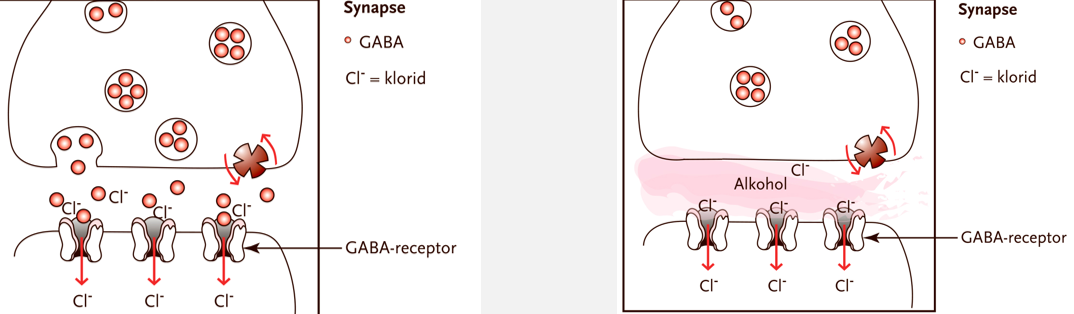 Synapse
GABA
Cl⁻ = klorid
Cl⁻
Cl⁻
Cl⁻
Cl⁻
GABA-receptor
Cl⁻
Cl⁻
Cl⁻
Synapse
GABA
Cl⁻ = klorid
Cl⁻
Alkohol
Cl⁻
Cl⁻
Cl⁻
GABA-receptor
Cl⁻
Cl⁻
Cl⁻